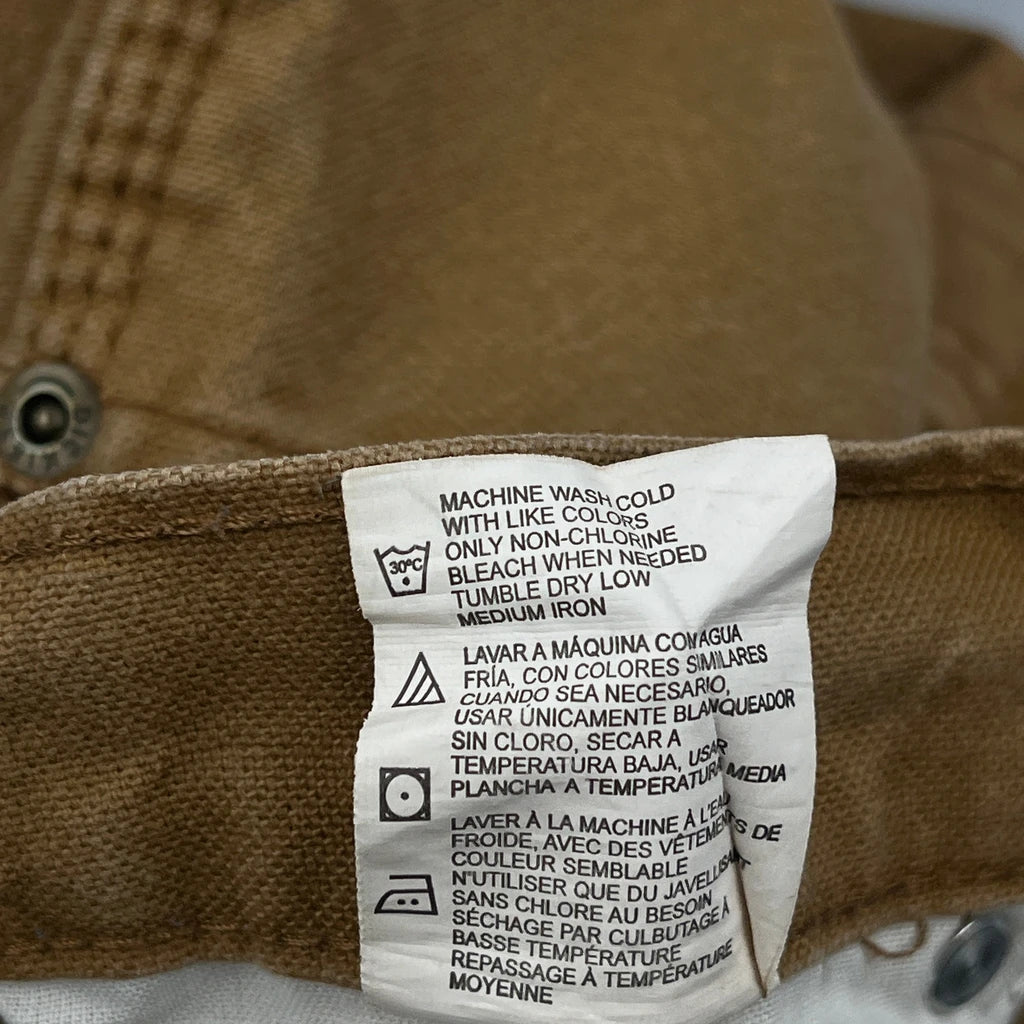 MACHINE WASH COLD
WITH LIKE COLORS
ONLY NON-CHLORINE
BLEACH WHEN NEEDED
TUMBLE DRY LOW
MEDIUM IRON
30°C
LAVAR A MÁQUINA CON AGUA
FRÍA, CON COLORES SIMILARES
CUANDO SEA NECESARIO,
USAR ÚNICAMENTE BLANQUEADOR
SIN CLORO, SECAR A
TEMPERATURA BAJA, USAR
PLANCHA A TEMPERATURA MEDIA
LAVER À LA MACHINE À L'EAU
FROIDE, AVEC DES VÊTEMENTS DE
COULEUR SEMBLABLE
N'UTILISER QUE DU JAVELLISANT
SANS CHLORE AU BESOIN
SÉCHAGE PAR CULBUTAGE À
BASSE TEMPÉRATURE
REPASSAGE À TEMPÉRATURE
MOYENNE